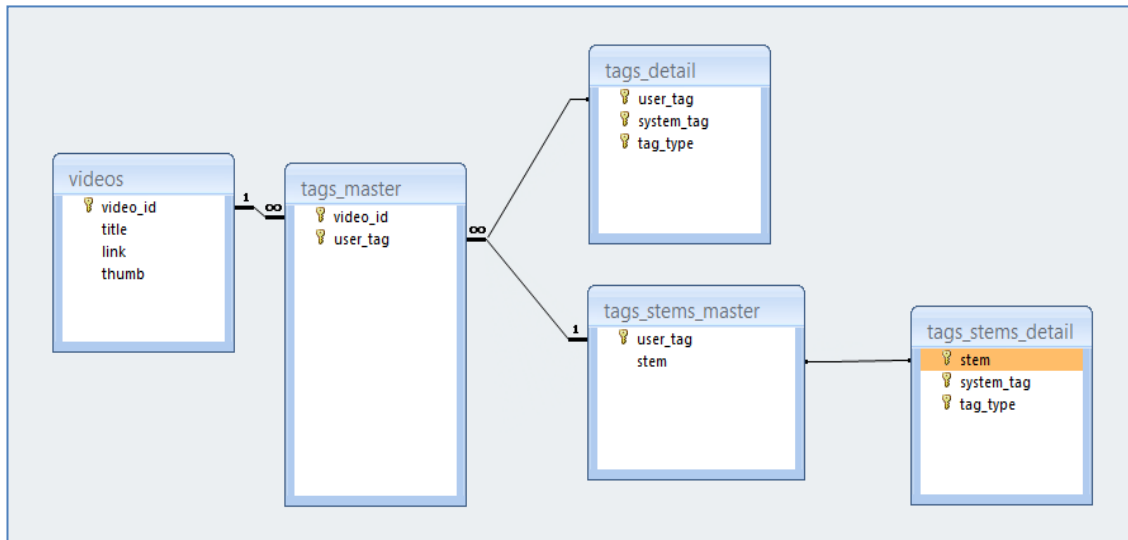 videos
video_id
title
link
thumb
1
∞
tags_master
video_id
user_tag
∞
tags_detail
user_tag
system_tag
tag_type
1
tags_stems_master
user_tag
stem
tags_stems_detail
stem
system_tag
tag_type